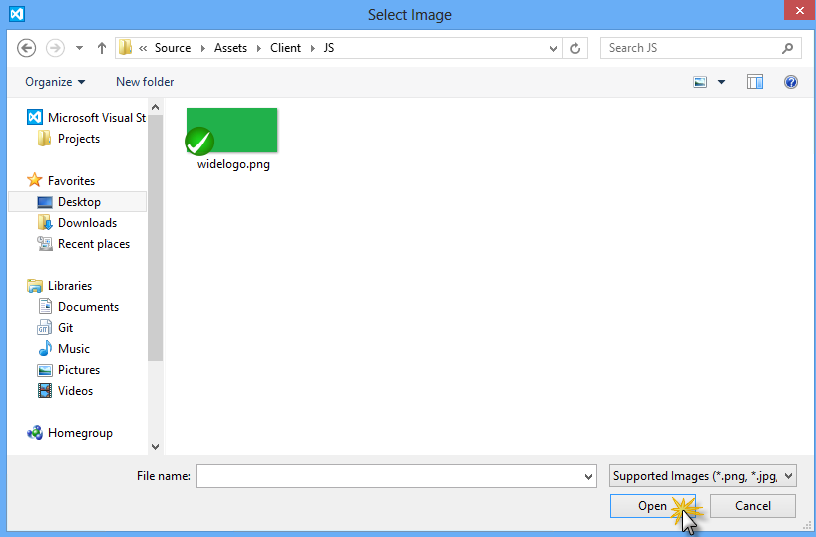 Select Image
« Source Assets Client JS
Search JS
Organize New folder
Microsoft Visual St
Projects
Favorites
Desktop
Downloads
Recent places
Libraries
Documents
GIT Git
Music
Pictures
Videos
Homegroup
widelogo.png
File name:
Supported Images (*.png, *.jpg,
Open Cancel